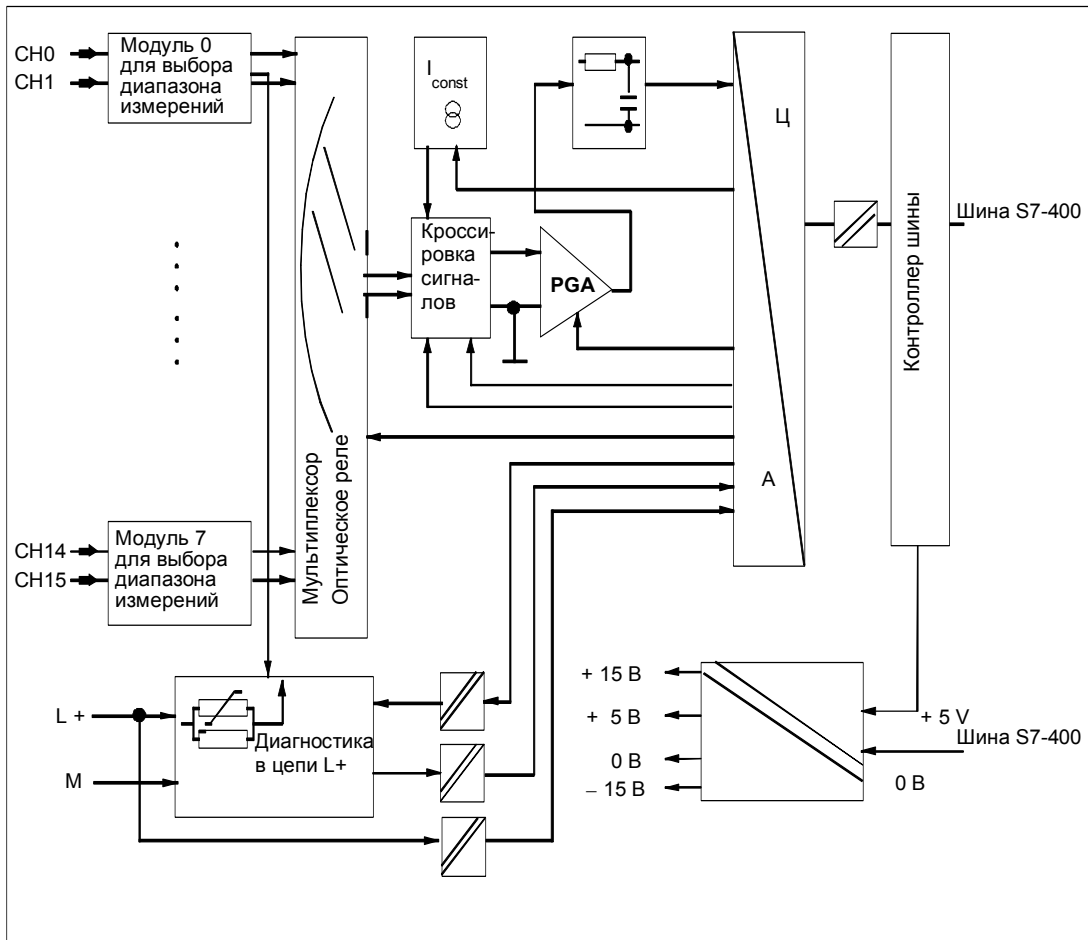 CH0
CH1
Модуль 0
для выбора
диапазона
измерений
I const
Ц
Шина S7-400
Кросси-
ровка
сигна-
лов
PGA
Контроллер шины
Мультиплексор
Оптическое реле
А
CH14
CH15
Модуль 7
для выбора
диапазона
измерений
L +
M
Диагностика
в цепи L+
+ 15 В
+ 5 В
0 В
– 15 В
+ 5 V
Шина S7-400
0 В